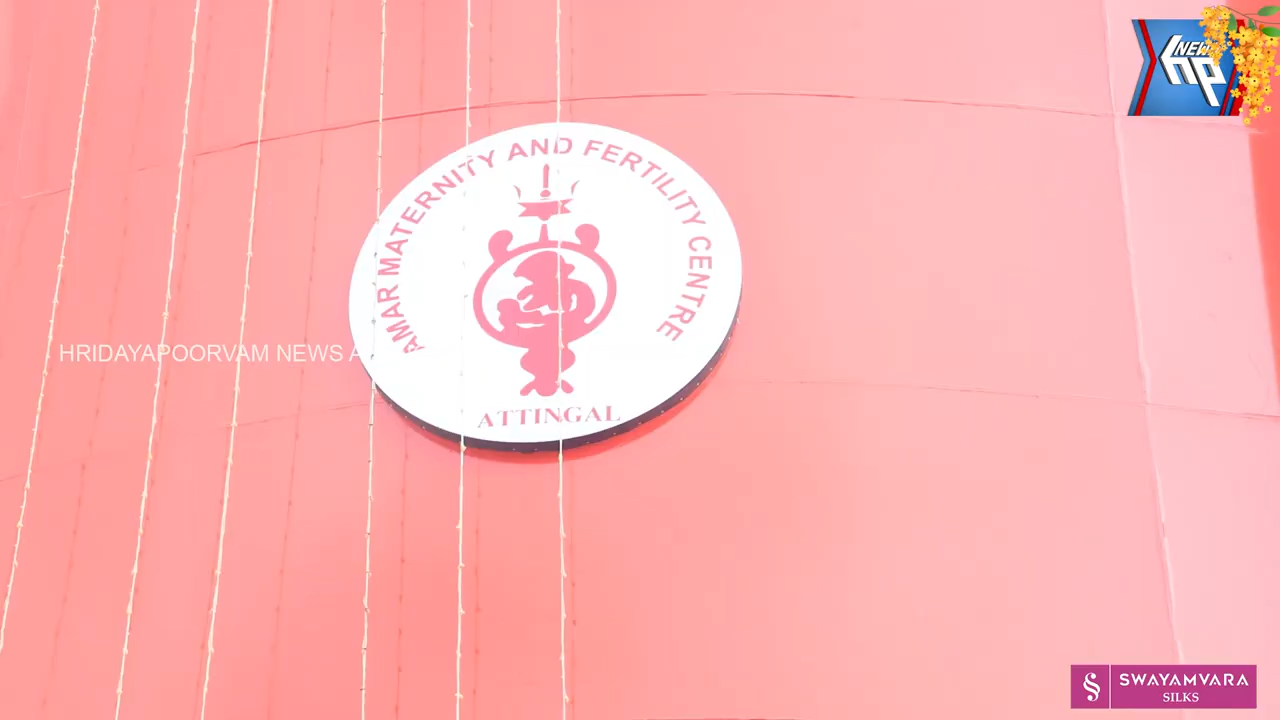 NEWS
hp
AMAR MATERNITY AND FERTILITY CENTRE
HRIDAYAPOORVAM NEWS A
ATTINGAL
SWAYAMVARA
SILKS